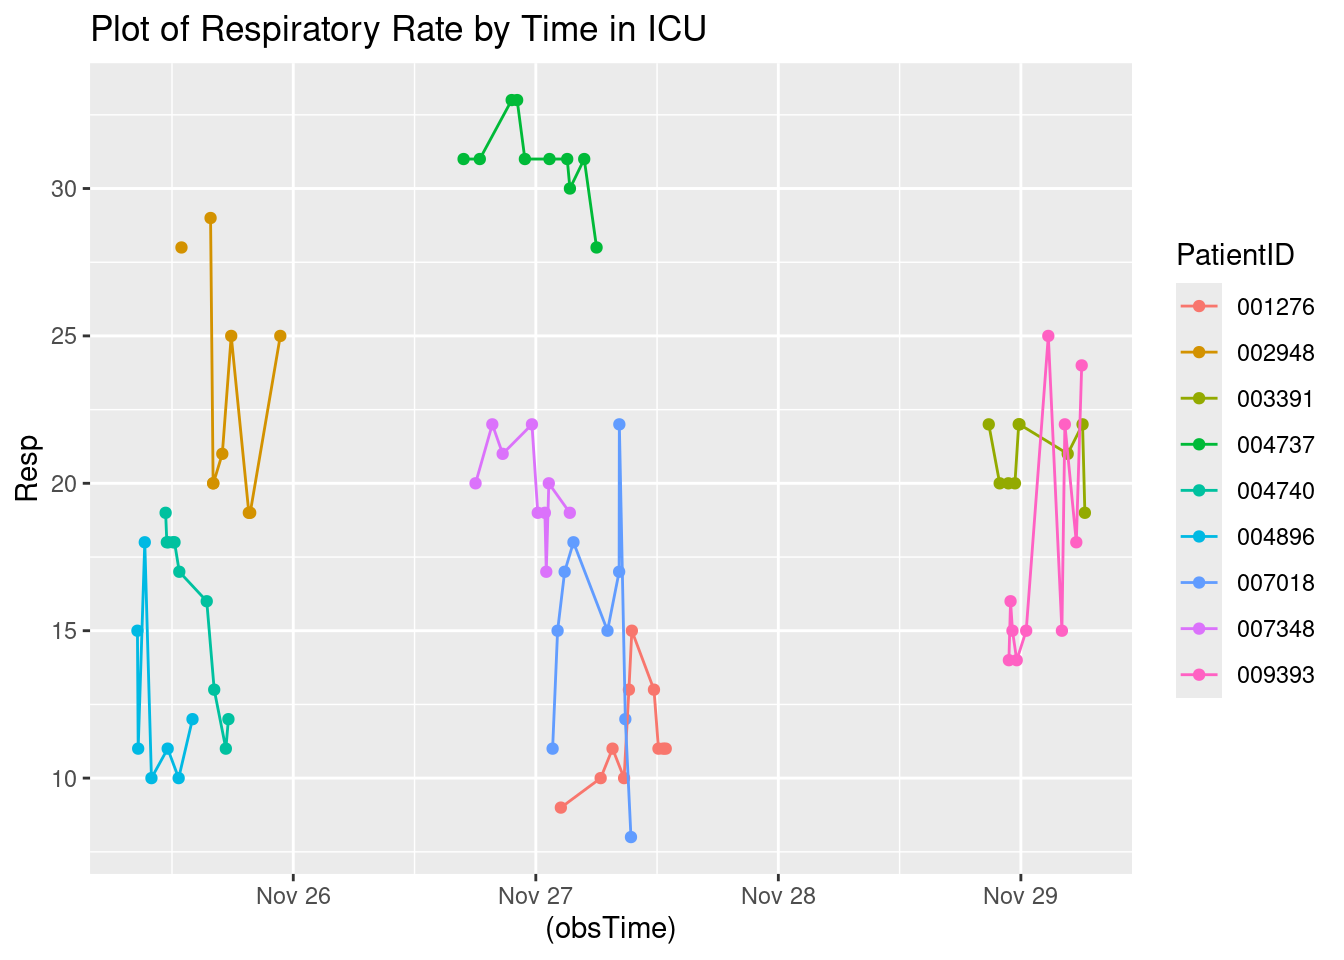 Plot of Respiratory Rate by Time in ICU
Resp
30
25
20
15
10
Nov 26
Nov 27
Nov 28
Nov 29
(obsTime)
PatientID
001276
002948
003391
004737
004740
004896
007018
007348
009393